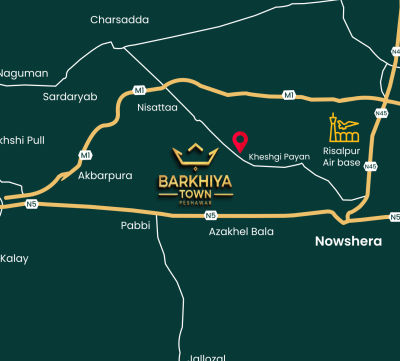 Charsadda
N4
Naguman
Sardaryab
M1
M1
Nisattaa
N45
khshi Pull
Risalpur
Air base
M1
Kheshgi Payan
N45
Akbarpura
BARKHIYA
TOWN
PESHAWAR
N5
N5
N5
Pabbi
Azakhel Bala
Nowshera
Kalay
Jallozai